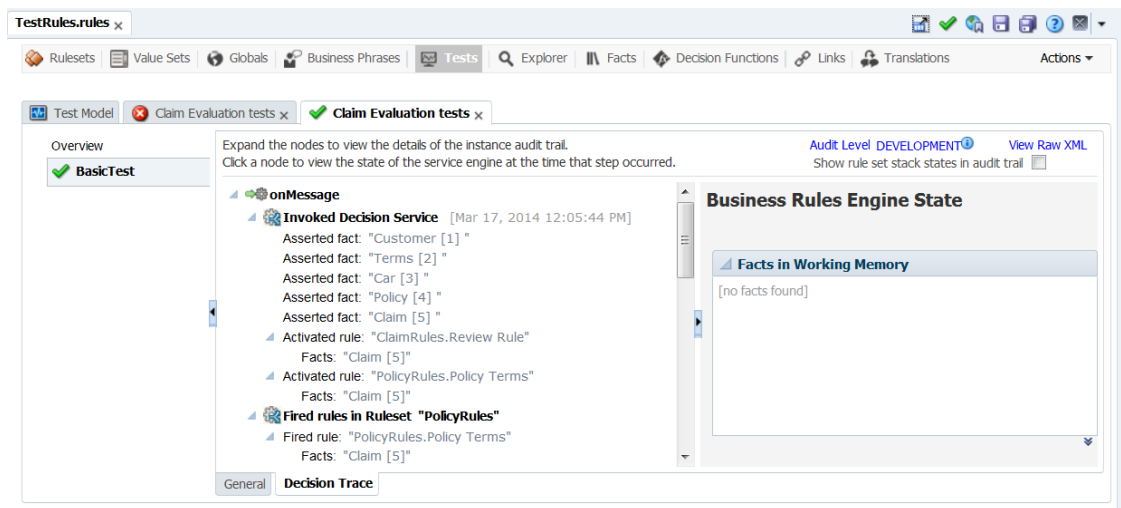 TestRules.rules
Rulesets Value Sets Globals Business Phrases Tests Explorer Facts Decision Functions Links Translations Actions
Test Model Claim Evaluation tests Claim Evaluation tests
Overview
BasicTest
Expand the nodes to view the details of the instance audit trail.
Click a node to view the state of the service engine at the time that step occurred.
Audit Level DEVELOPMENT View Raw XML
Show rule set stack states in audit trail
onMessage
Invoked Decision Service [Mar 17, 2014 12:05:44 PM]
Asserted fact: "Customer [1] "
Asserted fact: "Terms [2] "
Asserted fact: "Car [3] "
Asserted fact: "Policy [4] "
Asserted fact: "Claim [5] "
Activated rule: "ClaimRules.Review Rule"
Facts: "Claim [5]"
Activated rule: "PolicyRules.Policy Terms"
Facts: "Claim [5]"
Fired rules in Ruleset "PolicyRules"
Fired rule: "PolicyRules.Policy Terms"
Facts: "Claim [5]"
Business Rules Engine State
Facts in Working Memory
[no facts found]
General Decision Trace